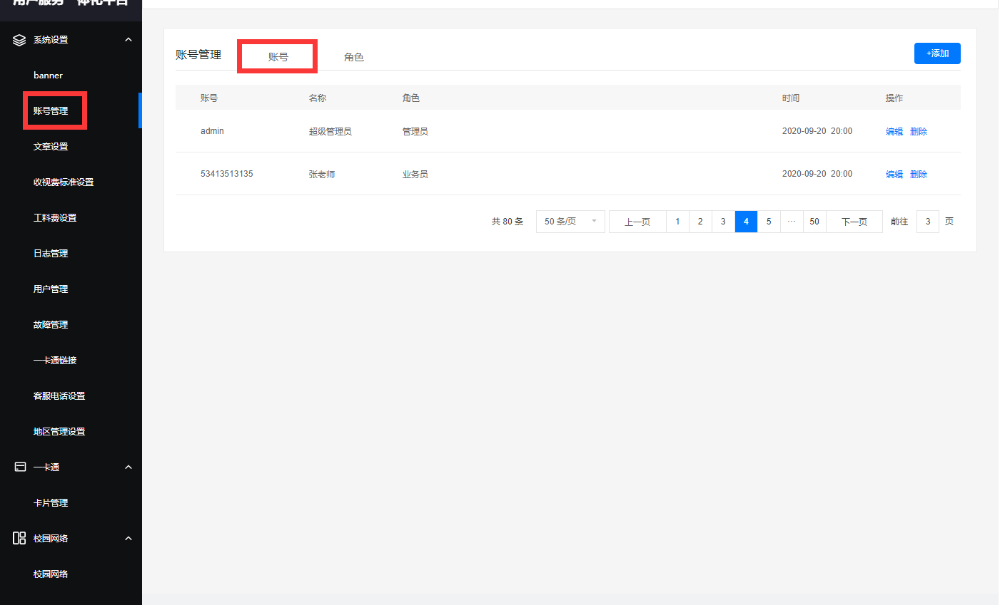 用户服务一体化平台
系统设置
banner
账号管理
文章设置
收视费标准设置
工料费设置
日志管理
用户管理
故障管理
一卡通链接
客服电话设置
地区管理设置
一卡通
卡片管理
校园网络
校园网络
账号管理 账号 角色 +添加
账号 名称 角色 时间 操作
admin 超级管理员 管理员 2020-09-20 20:00 编辑 删除
53413513135 张老师 业务员 2020-09-20 20:00 编辑 删除
共 80 条 50 条/页 上一页 1 2 3 4 5 ··· 50 下一页 前往 3 页